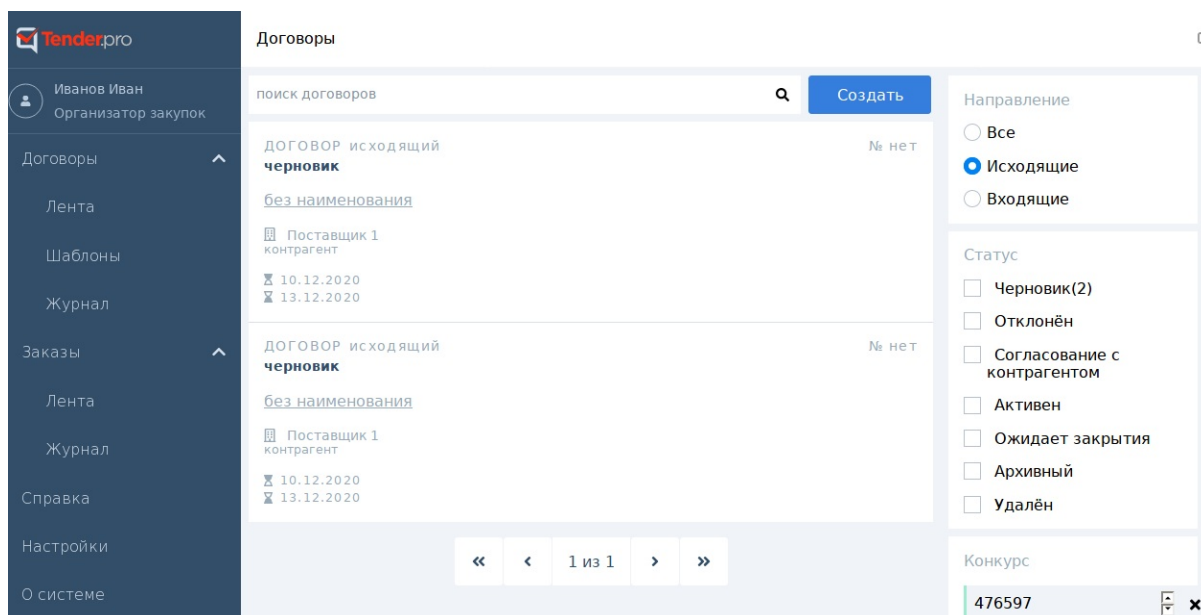 Tender.pro
Иванов Иван
Организатор закупок
Договоры
Лента
Шаблоны
Журнал
Заказы
Лента
Журнал
Справка
Настройки
О системе
Договоры
поиск договоров
Создать
ДОГОВОР исходящий
№ нет
черновик
без наименования
Поставщик 1
контрагент
10.12.2020
13.12.2020
ДОГОВОР исходящий
№ нет
черновик
без наименования
Поставщик 1
контрагент
10.12.2020
13.12.2020
« ‹ 1 из 1 › »
Направление
Все
Исходящие
Входящие
Статус
Черновик(2)
Отклонён
Согласование с
контрагентом
Активен
Ожидает закрытия
Архивный
Удалён
Конкурс
476597